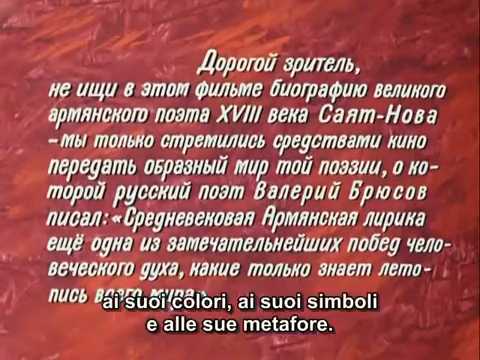 Дорогой зритель,
не ищи в этом фильме биографию великого
армянского поэта XVIII века Саят-Нова
– мы только стремились средствами кино
передать образный мир той поэзии, о ко-
торой русский поэт Валерий Брюсов
писал: «Средневековая Армянская лирика
ещё одна из замечательнейших побед чело-
веческого духа, какие только знает лето-
пись
ai suoi colori, ai suoi simboli
e alle sue metafore.